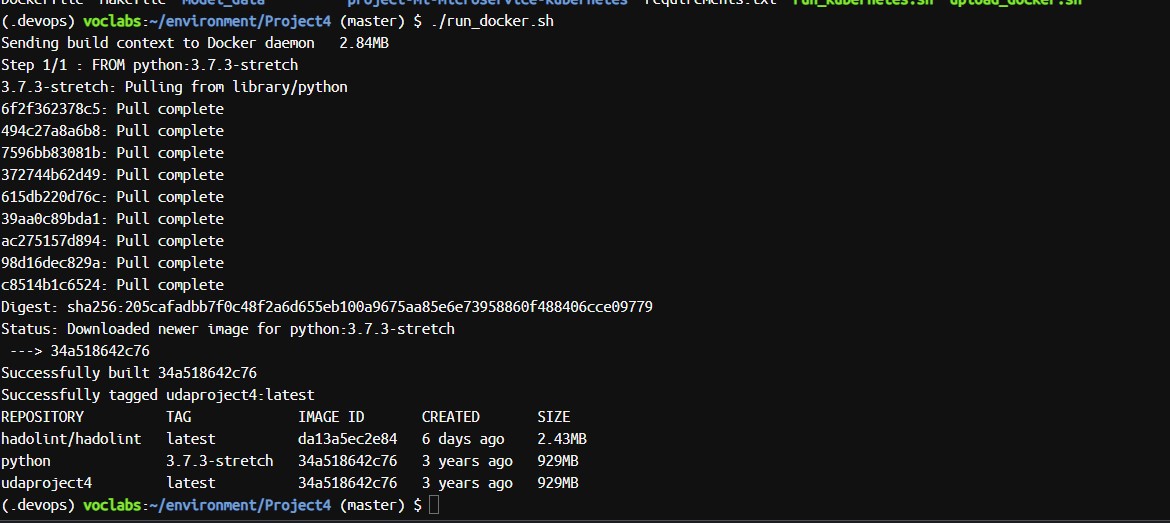 Dockerfile  Makefile  Model_data  project-ML-Microservice-Kubernetes  requirements.txt  run_kubernetes.sh  upload_docker.sh
(.devops) voclabs:~/environment/Project4 (master) $ ./run_docker.sh
Sending build context to Docker daemon   2.84MB
Step 1/1 : FROM python:3.7.3-stretch
3.7.3-stretch: Pulling from library/python
6f2f362378c5: Pull complete
494c27a8a6b8: Pull complete
7596bb83081b: Pull complete
372744b62d49: Pull complete
615db220d76c: Pull complete
39aa0c89bda1: Pull complete
ac275157d894: Pull complete
98d16dec829a: Pull complete
c8514b1c6524: Pull complete
Digest: sha256:205cafadbb7f0c48f2a6d655eb100a9675aa85e6e73958860f488406cce09779
Status: Downloaded newer image for python:3.7.3-stretch
 ---> 34a518642c76
Successfully built 34a518642c76
Successfully tagged udaproject4:latest
REPOSITORY          TAG             IMAGE ID       CREATED       SIZE
hadolint/hadolint   latest          da13a5ec2e84   6 days ago    2.43MB
python              3.7.3-stretch   34a518642c76   3 years ago   929MB
udaproject4         latest          34a518642c76   3 years ago   929MB
(.devops) voclabs:~/environment/Project4 (master) $